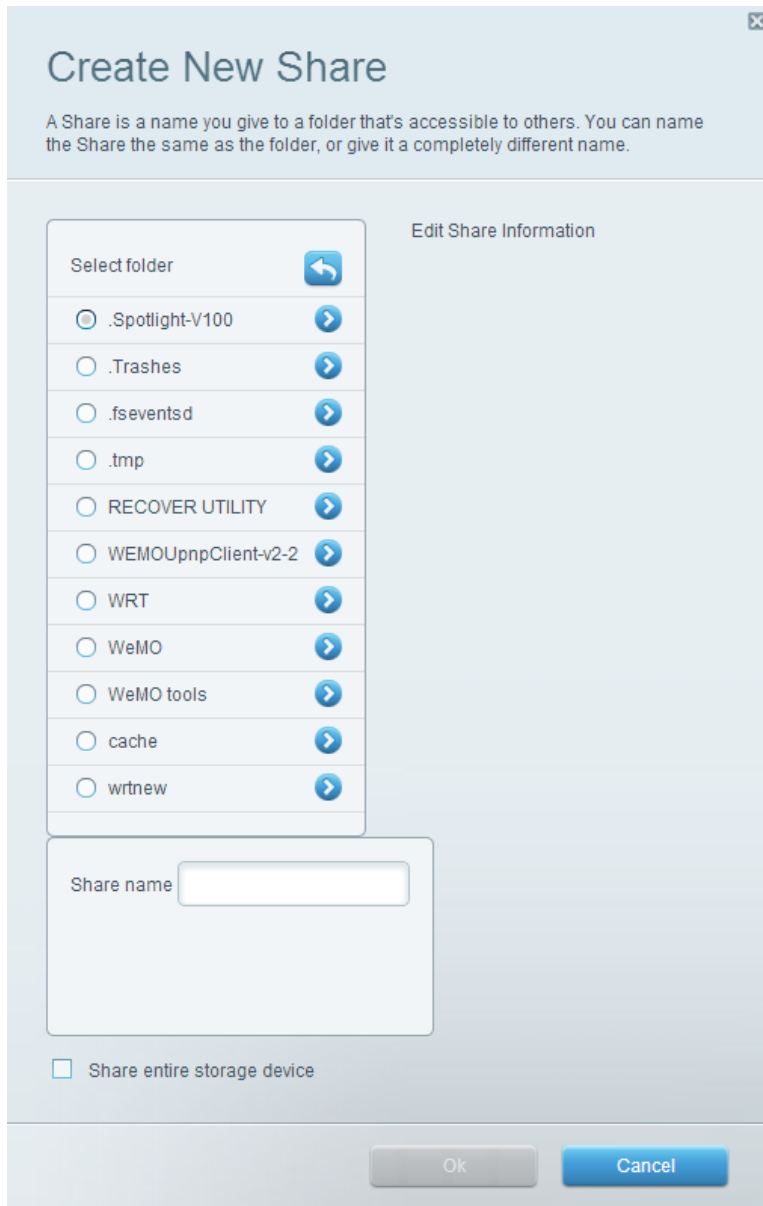 Create New Share
A Share is a name you give to a folder that's accessible to others. You can name
the Share the same as the folder, or give it a completely different name.
Edit Share Information
Select folder
.Spotlight-V100
.Trashes
.fseventsd
.tmp
RECOVER UTILITY
WEMOUpnpClient-v2-2
WRT
WeMO
WeMO tools
cache
wrtnew
Share name
Share entire storage device
Ok
Cancel